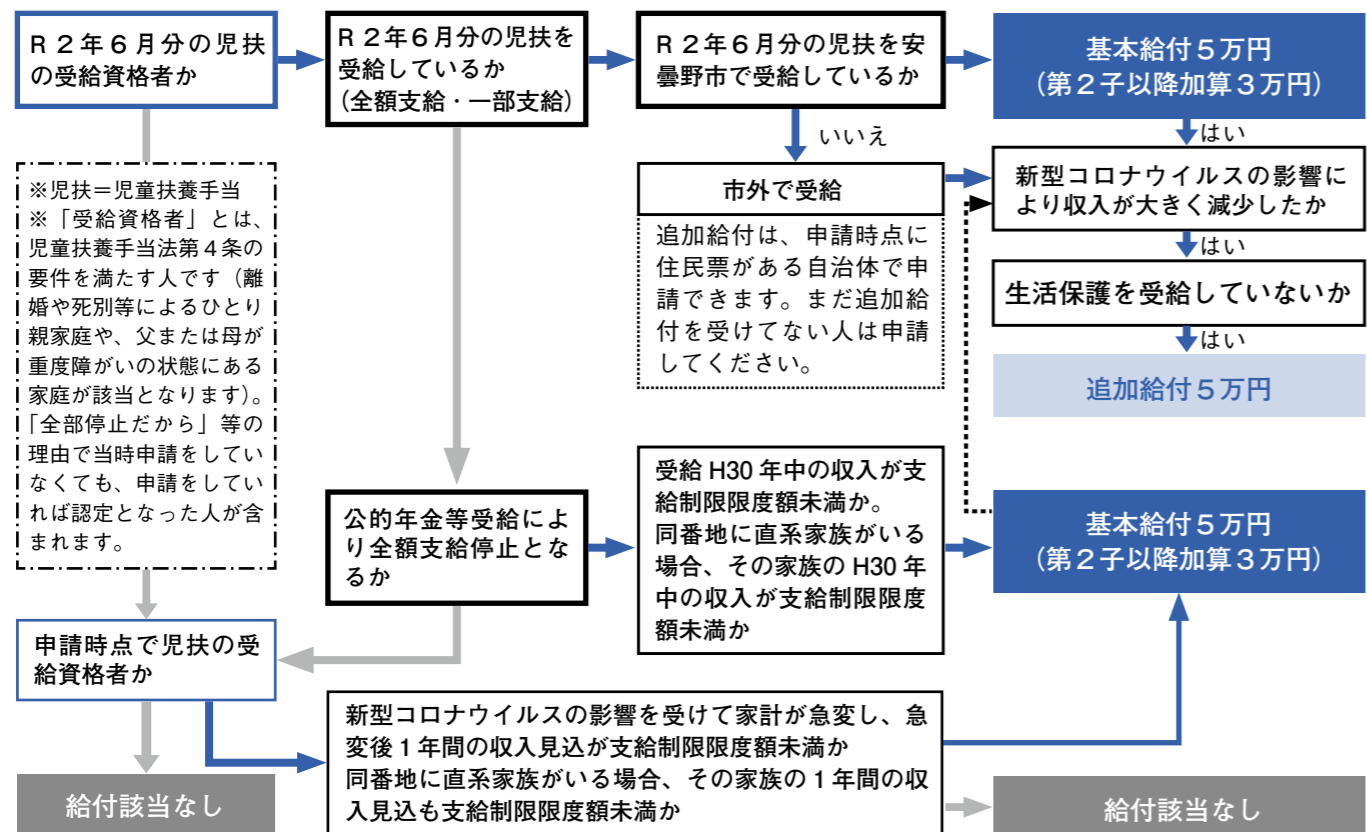 R2年6月分の児扶
の受給資格者か
R2年6月分の児扶を
受給しているか
（全額支給・一部支給）
R2年6月分の児扶を安
曇野市で受給しているか
基本給付5万円
（第2子以降加算3万円）
いいえ
はい
市外で受給
追加給付は、申請時点に
住民票がある自治体で申
請できます。まだ追加給
付を受けてない人は申請
してください。
新型コロナウイルスの影響に
より収入が大きく減少したか
はい
生活保護を受給していないか
はい
追加給付5万円
※児扶＝児童扶養手当
※「受給資格者」とは、
児童扶養手当法第4条の
要件を満たす人です（離
婚や死別等によるひとり
親家庭や、父または母が
重度障がいの状態にある
家庭が該当となります）。
「全部停止だから」等の
理由で当時申請をしてい
なくても、申請をしてい
れば認定となった人が含
まれます。
公的年金等受給によ
り全額支給停止とな
るか
受給H30年中の収入が支
給制限限度額未満か。
同番地に直系家族がいる
場合、その家族のH30年
中の収入が支給制限限度
額未満か
基本給付5万円
（第2子以降加算3万円）
申請時点で児扶の受
給資格者か
新型コロナウイルスの影響を受けて家計が急変し、急
変後1年間の収入見込が支給制限限度額未満か
同番地に直系家族がいる場合、その家族の1年間の収
入見込も支給制限限度額未満か
給付該当なし
給付該当なし